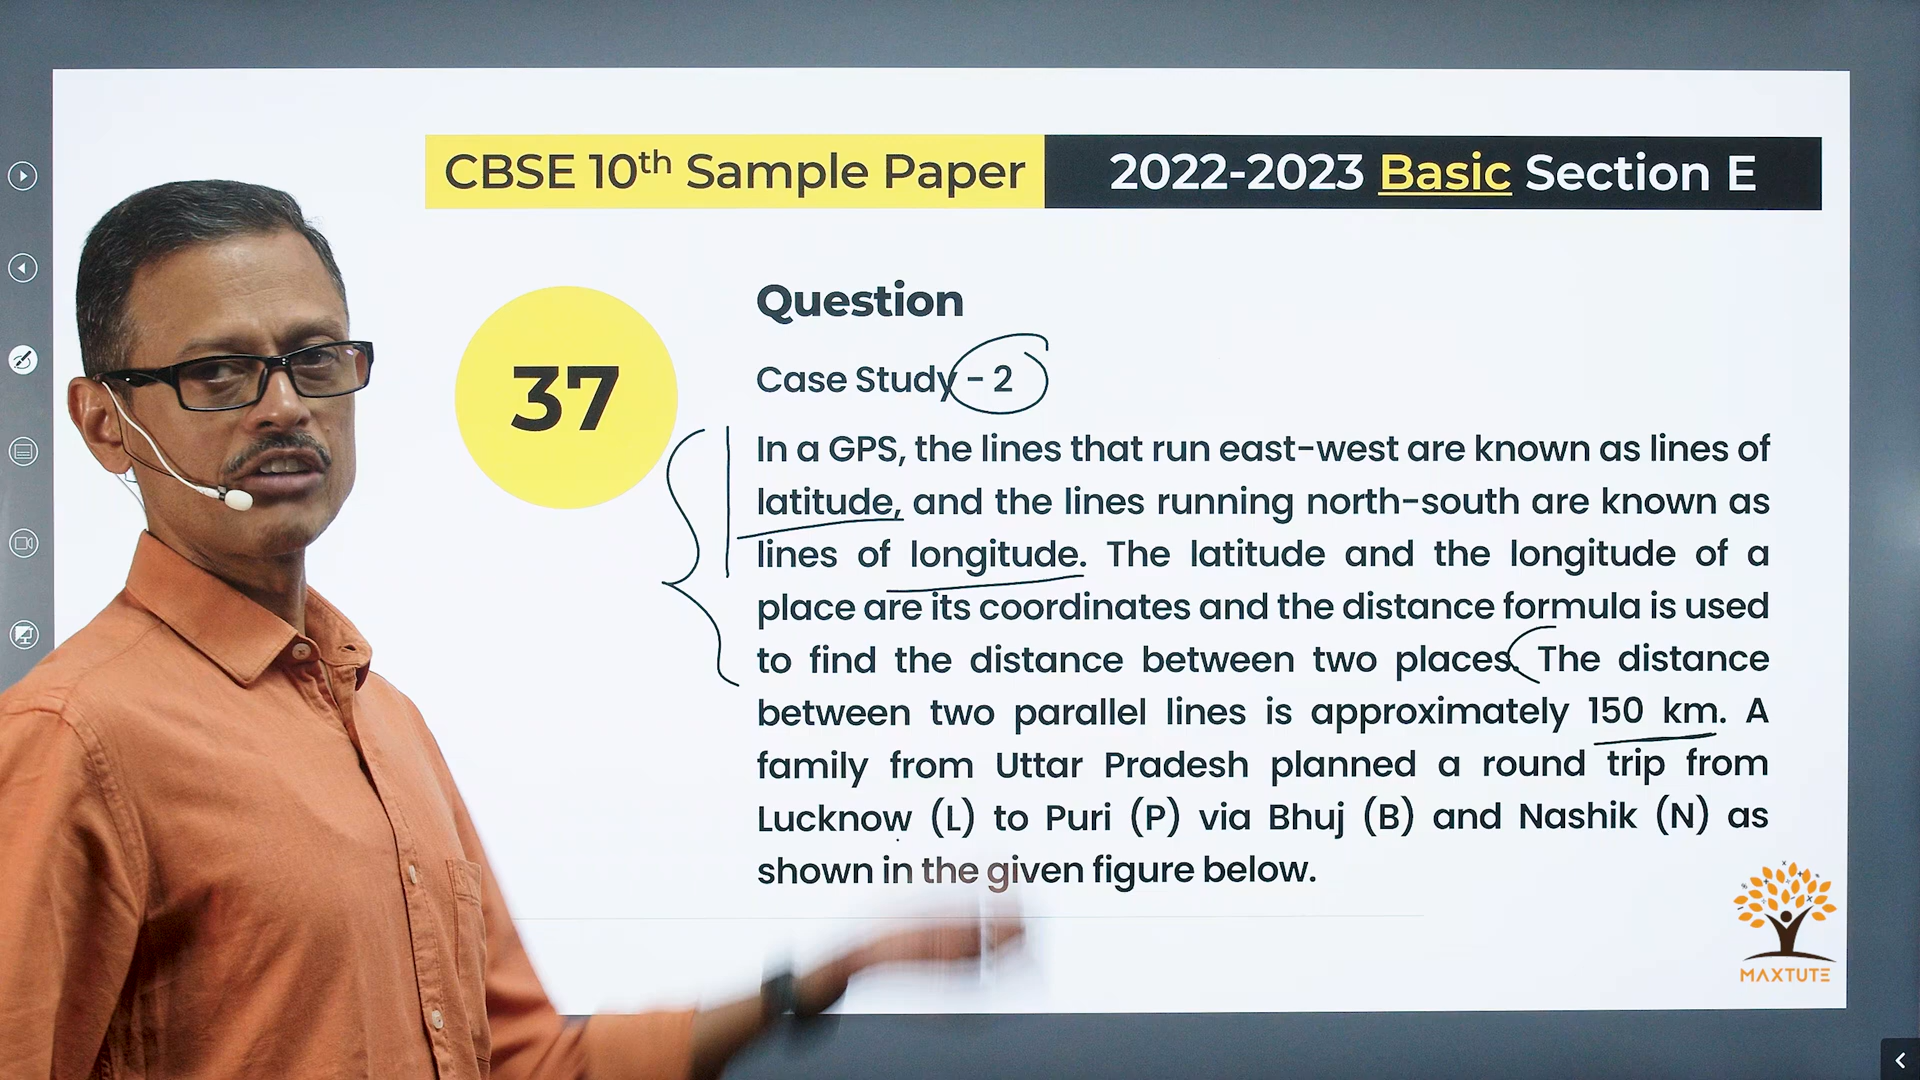 CBSE 10th Sample Paper 2022-2023 Basic Section E
37
Question
Case Study - 2
In a GPS, the lines that run east-west are known as lines of
latitude, and the lines running north-south are known as
lines of longitude. The latitude and the longitude of a
place are its coordinates and the distance formula is used
to find the distance between two places. The distance
between two parallel lines is approximately 150 km. A
family from Uttar Pradesh planned a round trip from
Lucknow (L) to Puri (P) via Bhuj (B) and Nashik (N) as
shown in the given figure below.
MAXTUTE